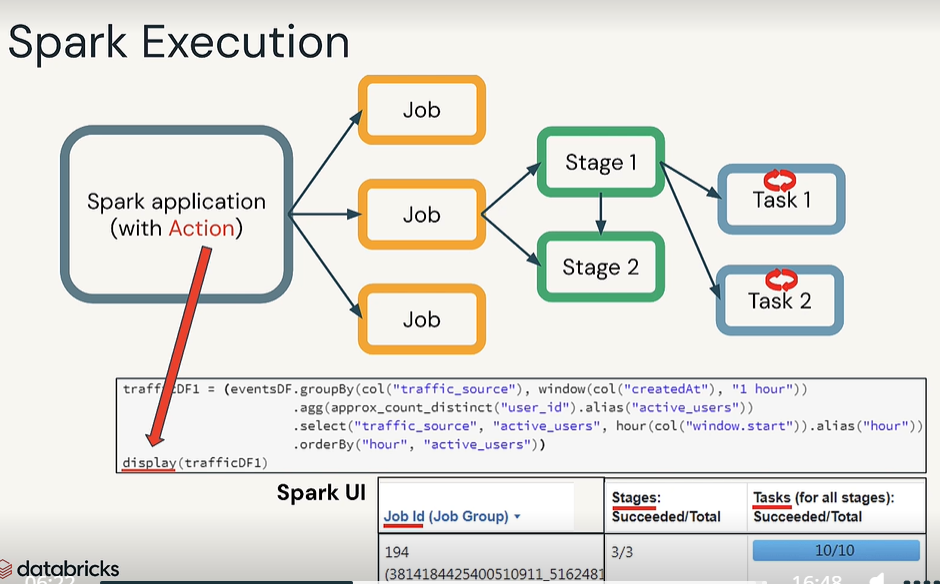 Spark Execution
Job
Spark application
(with Action)
Job
Job
Stage 1
Stage 2
Task 1
Task 2
trafficDF1 = (eventsDF.groupBy(col("traffic_source"), window(col("createdAt"), "1 hour"))
.agg(approx_count_distinct("user_id").alias("active_users"))
.select("traffic_source", "active_users", hour(col("window.start")).alias("hour"))
.orderBy("hour", "active_users"))
display(trafficDF1)
Spark UI
Job Id (Job Group)
Stages:
Succeeded/Total
Tasks (for all stages):
Succeeded/Total
194
(3814184425400510911_5162481
3/3
10/10
databricks
06:22
16:48